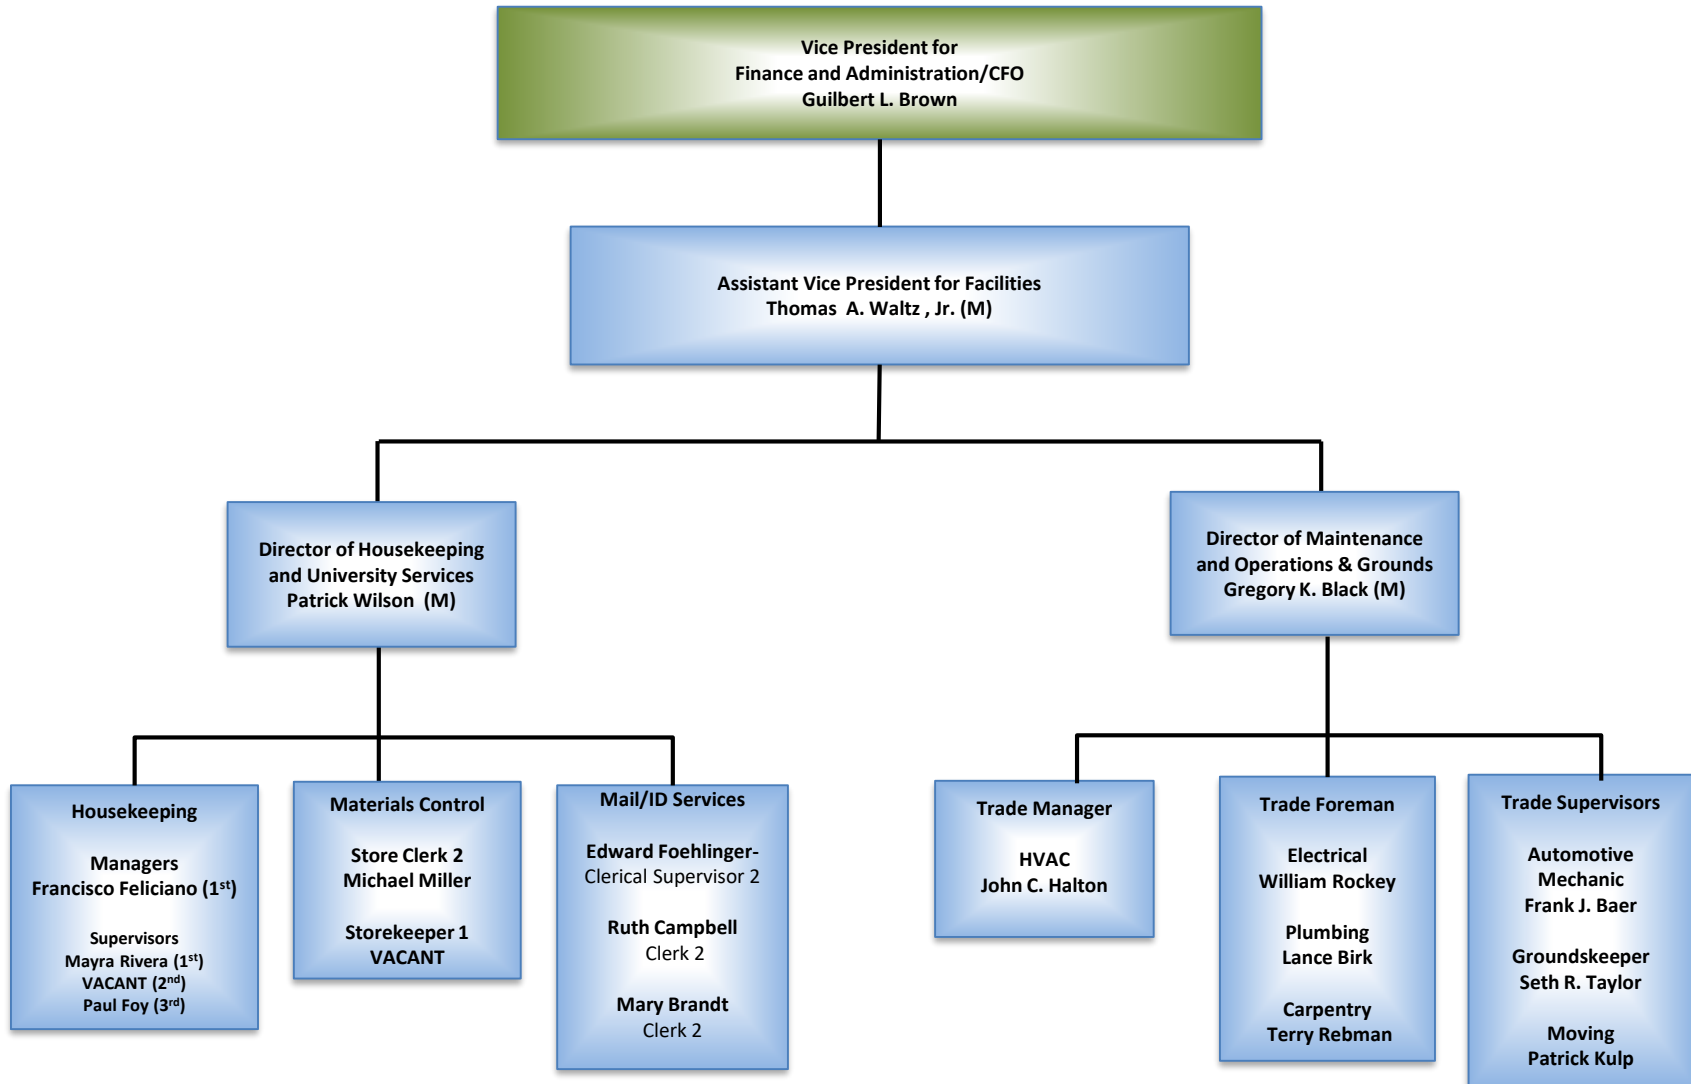 Vice President for
Finance and Administration/CFO
Guilbert L. Brown
Assistant Vice President for Facilities
Thomas  A. Waltz , Jr. (M)
Director of Housekeeping
and University Services
Patrick Wilson  (M)
Director of Maintenance
and Operations & Grounds
Gregory K. Black (M)
Housekeeping
Managers
Francisco Feliciano (1st)
Supervisors
Mayra Rivera (1st)
VACANT (2nd)
Paul Foy (3rd)
Materials Control
Store Clerk 2
Michael Miller
Storekeeper 1
VACANT
Mail/ID Services
Edward Foehlinger-
Clerical Supervisor 2
Ruth Campbell
Clerk 2
Mary Brandt
Clerk 2
Trade Manager
HVAC
John C. Halton
Trade Foreman
Electrical
William Rockey
Plumbing
Lance Birk
Carpentry
Terry Rebman
Trade Supervisors
Automotive
Mechanic
Frank J. Baer
Groundskeeper
Seth R. Taylor
Moving
Patrick Kulp